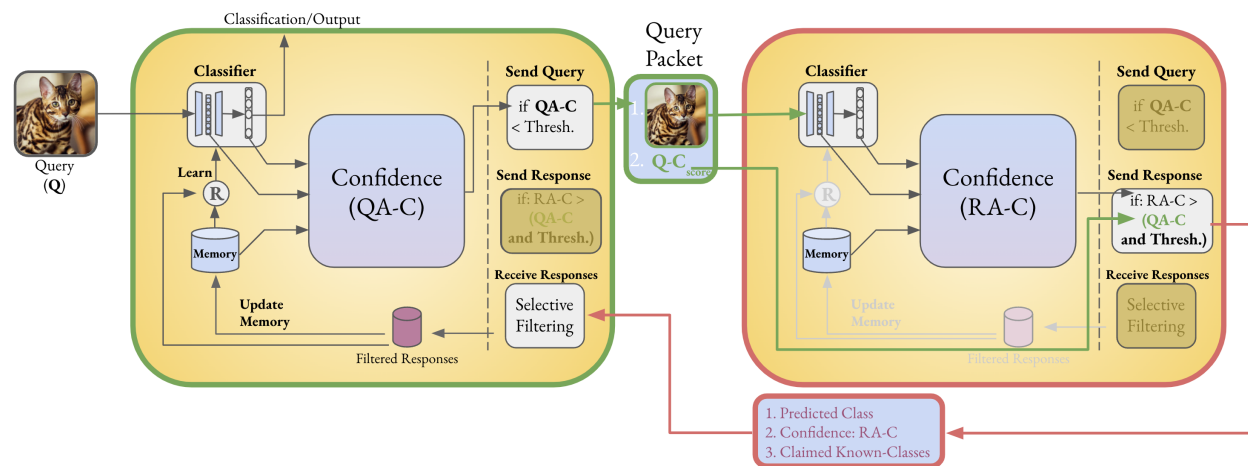 Classification/Output
Query
(Q)
Classifier
Learn
R
Memory
Update
Memory
Confidence
(QA-C)
Filtered Responses
Send Query
if QA-C
< Thresh.
Send Response
if: RA-C >
(QA-C
and Thresh.)
Receive Responses
Selective
Filtering
Query
Packet
1.
2. Q-C score
Classifier
R
Memory
Update
Memory
Confidence
(RA-C)
Filtered Responses
Send Query
if QA-C
< Thresh.
Send Response
if: RA-C >
(QA-C
and Thresh.)
Receive Responses
Selective
Filtering
1. Predicted Class
2. Confidence: RA-C
3. Claimed Known-Classes